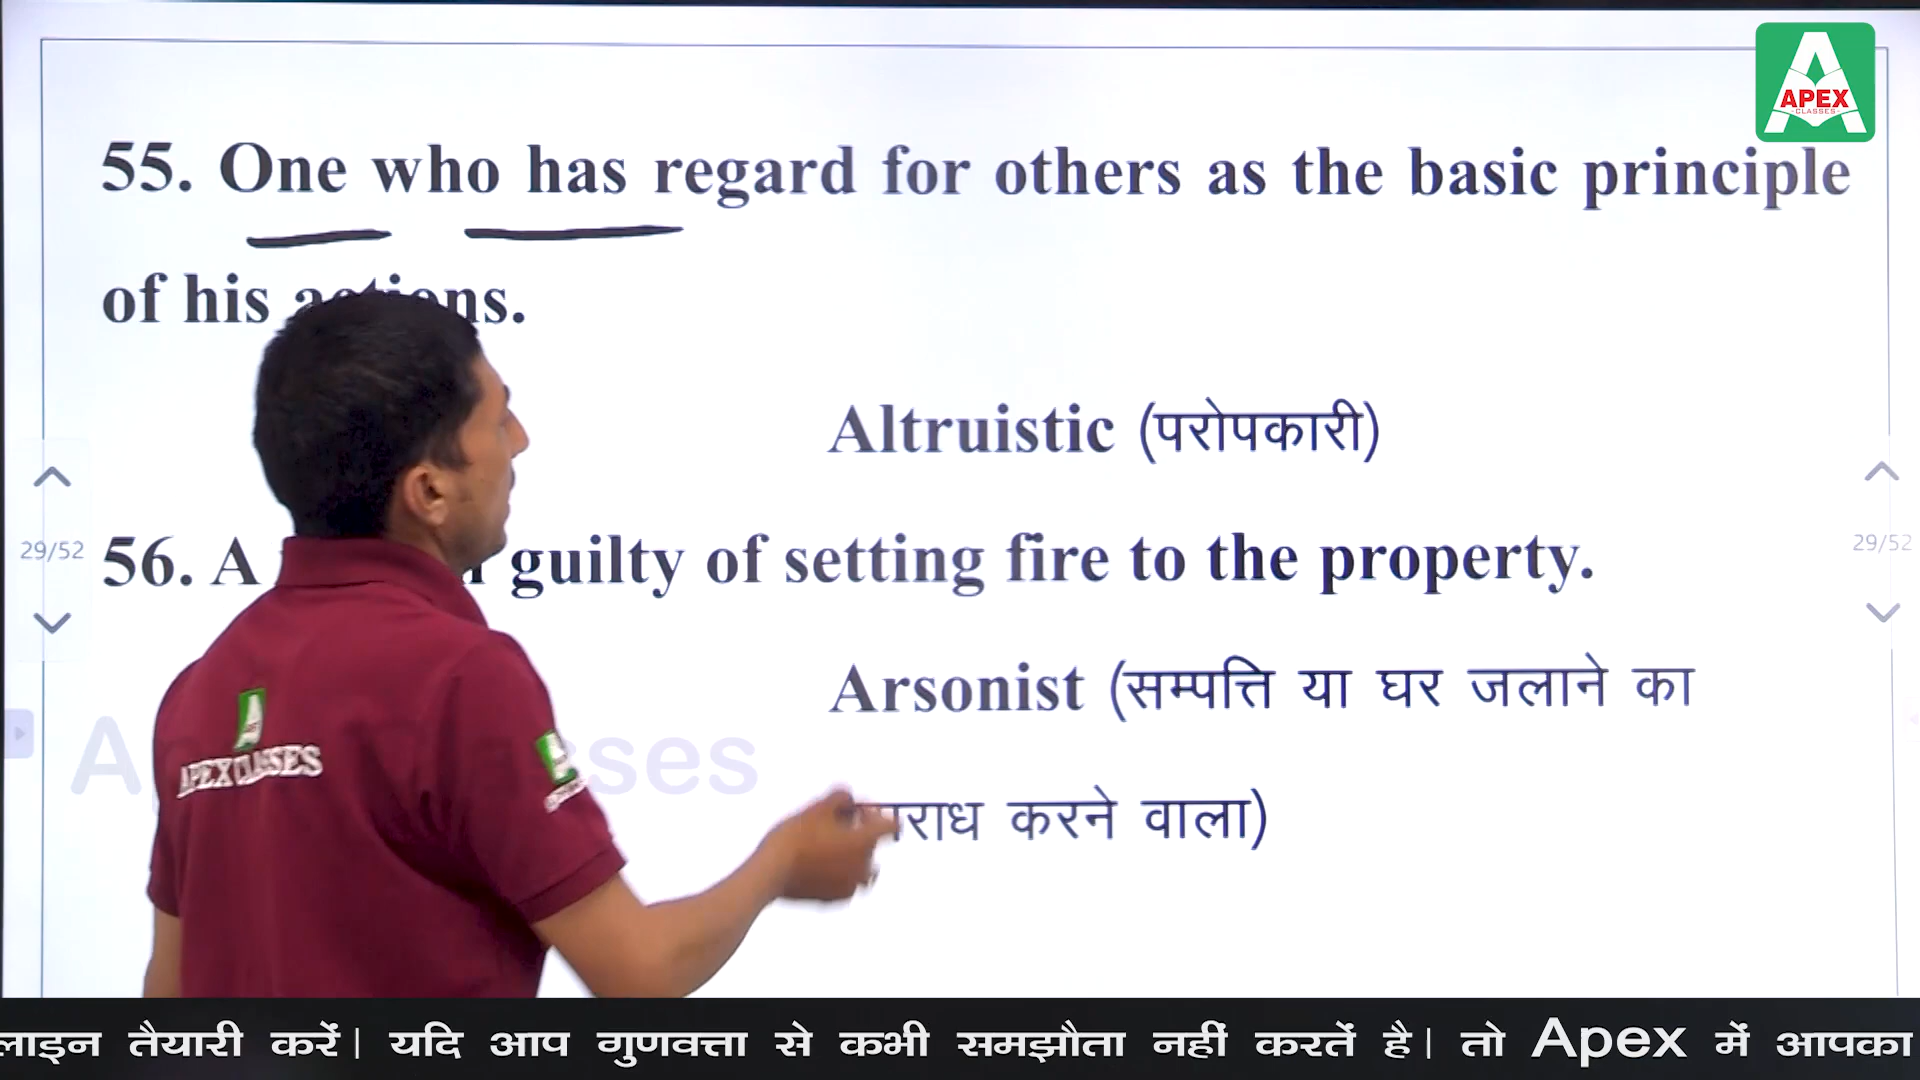 APEX
CLASSES
55. One who has regard for others as the basic principle
of his actions.
Altruistic (परोपकारी)
29/52
29/52
56. A guilty of setting fire to the property.
Arsonist (सम्पत्ति या घर जलाने का
करने वाला)
APEX CLASSES
तैयारी करें| यदि आप गुणवत्ता से कभी समझौता नहीं करतें है| तो Apex में आपका